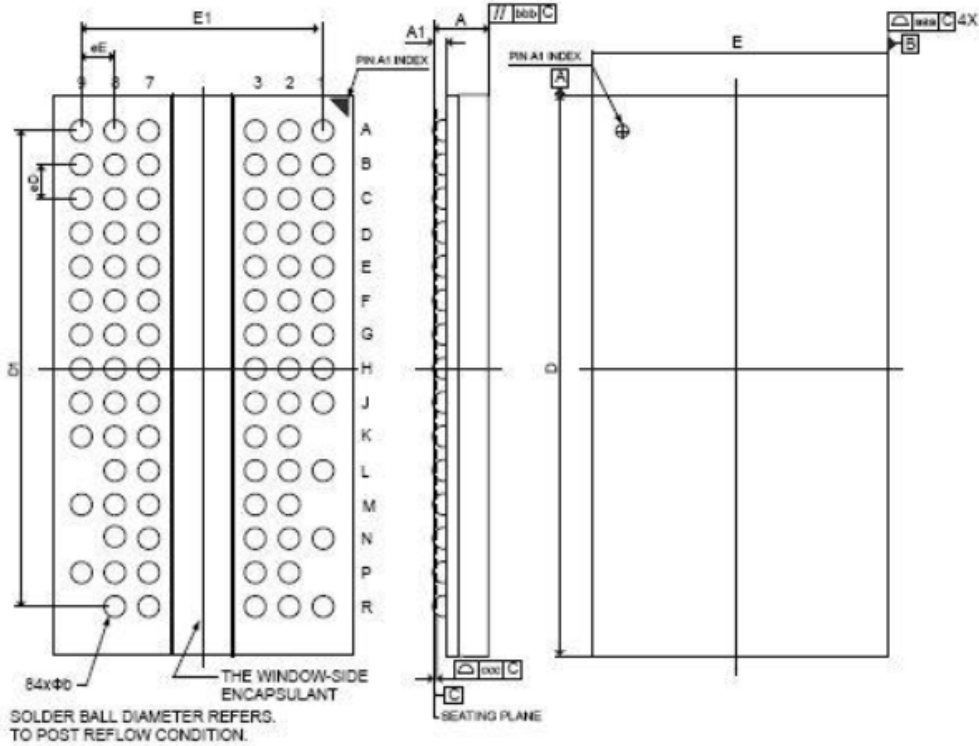 E1
eE
9 8 7 3 2 1
PIN A1 INDEX
A
B
C
D
E
F
G
H
J
K
L
M
N
P
R
eD
D1
84xΦb
THE WINDOW-SIDE
ENCAPSULANT
SOLDER BALL DIAMETER REFERS.
TO POST REFLOW CONDITION.
A
A1
// bbb C
ccc C
C
SEATING PLANE
PIN A1 INDEX
A
E
aaa C 4X
B
D